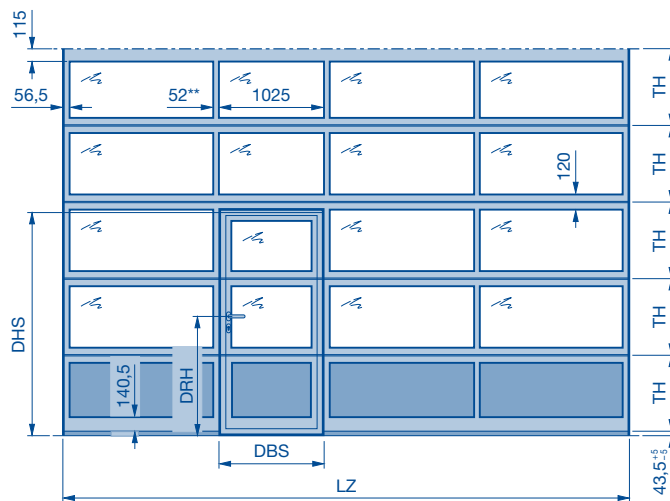 115
56,5
52**
1025
TH
120
TH
TH
DHS
DRH
140,5
TH
TH
DBS
LZ
43,5 +5 -5